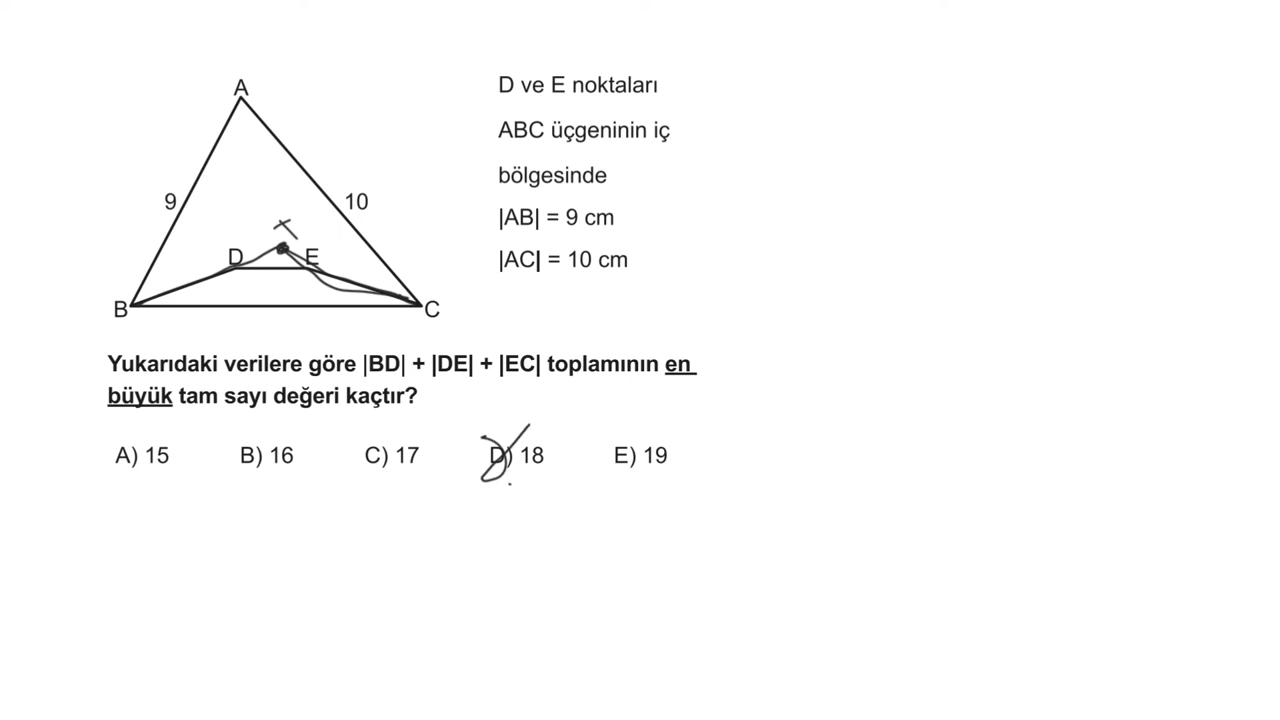 A
9
10
D
E
B
C
D ve E noktaları
ABC üçgeninin iç
bölgesinde
|AB| = 9 cm
|AC| = 10 cm
Yukarıdaki verilere göre |BD| + |DE| + |EC| toplamının en
büyük tam sayı değeri kaçtır?
A) 15 B) 16 C) 17 D) 18 E) 19